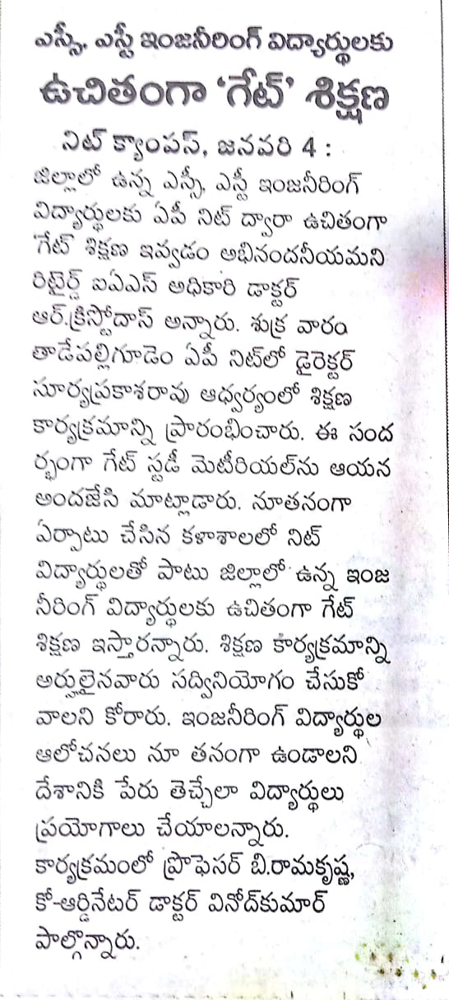 ఎస్సీ, ఎస్టీ ఇంజనీరింగ్ విద్యార్థులకు
ఉచితంగా 'గేట్' శిక్షణ
నిట్ క్యాంపస్, జనవరి 4 :
జిల్లాలో ఉన్న ఎస్సీ, ఎస్టీ ఇంజనీరింగ్
విద్యార్థులకు ఏపీ నిట్ ద్వారా ఉచితంగా
'గేట్' శిక్షణ ఇవ్వడం అభినందనీయమని
రిటైర్డ్ ఐఏఎస్ అధికారి డాక్టర్
ఆర్.క్రిస్టోదాస్ అన్నారు. శుక్ర వారం
తాడేపల్లిగూడెం ఏపీ నిట్‌లో డైరెక్టర్
సూర్యప్రకాశరావు ఆధ్వర్యంలో శిక్షణ
కార్యక్రమాన్ని ప్రారంభించారు. ఈ సంద
ర్భంగా గేట్ స్టడీ మెటీరియల్‌ను ఆయన
అందజేసి మాట్లాడారు. నూతనంగా
ఏర్పాటు చేసిన కళాశాలలో నిట్
విద్యార్థులతో పాటు జిల్లాలో ఉన్న ఇంజ
నీరింగ్ విద్యార్థులకు ఉచితంగా గేట్
శిక్షణ ఇస్తారన్నారు. శిక్షణ కార్యక్రమాన్ని
అర్హులైనవారు సద్వినియోగం చేసుకో
వాలని కోరారు. ఇంజనీరింగ్ విద్యార్థుల
ఆలోచనలు నూ తనంగా ఉండాలని
దేశానికి పేరు తెచ్చేలా విద్యార్థులు
ప్రయోగాలు చేయాలన్నారు.
కార్యక్రమంలో ప్రొఫెసర్ బి.రామకృష్ణ,
కో-ఆర్డినేటర్ డాక్టర్ వినోద్‌కుమార్
పాల్గొన్నారు.